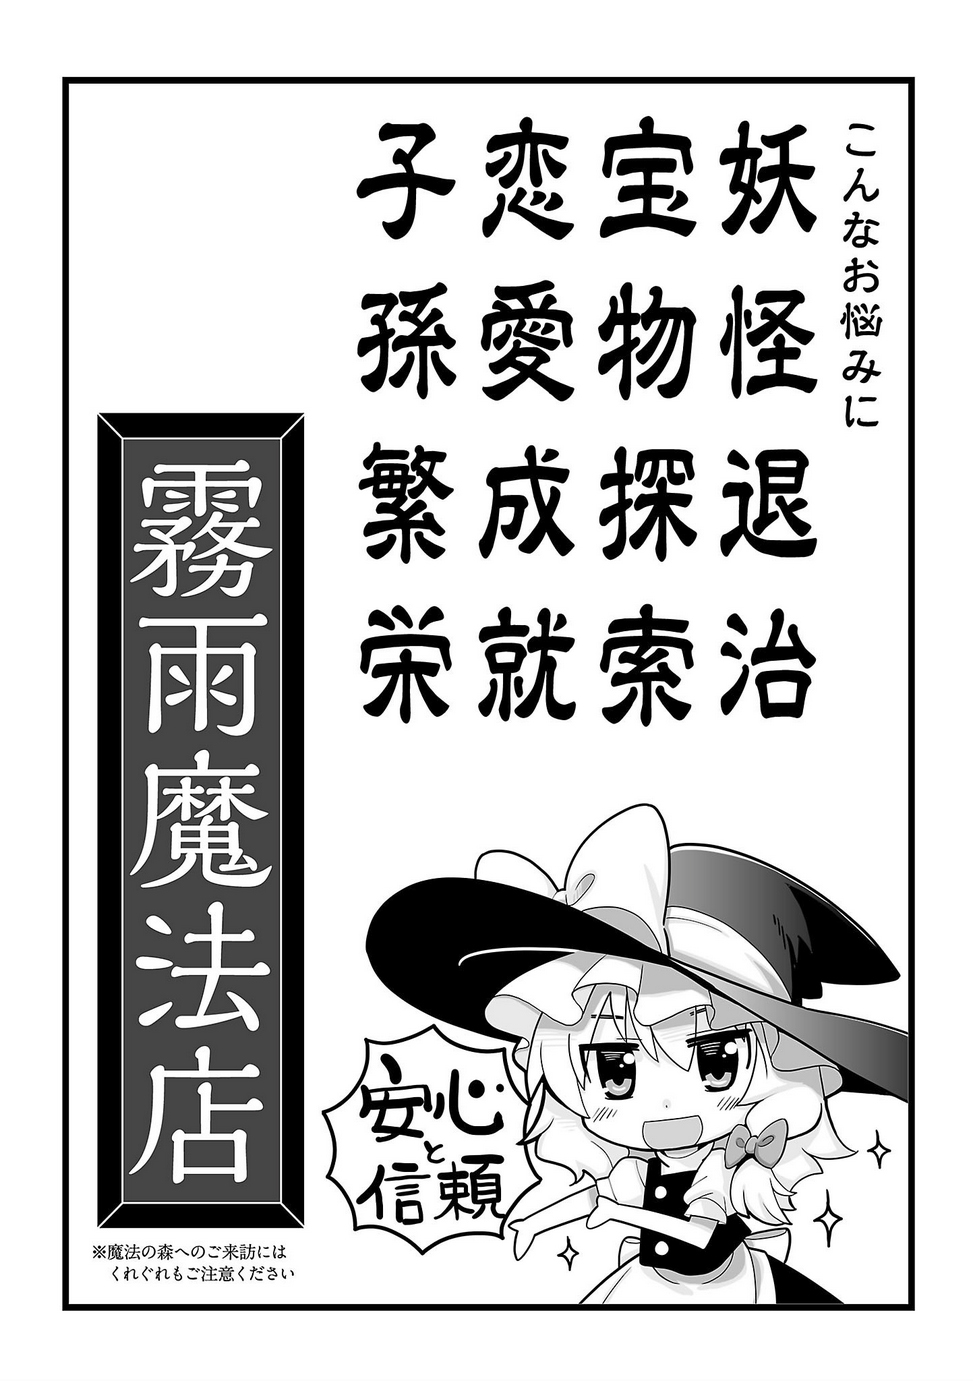 こんなお悩みに
妖怪退治
宝物探索
恋愛成就
子孫繁栄
霧雨魔法店
※魔法の森へのご来訪には
くれぐれもご注意ください
安心
と
信頼